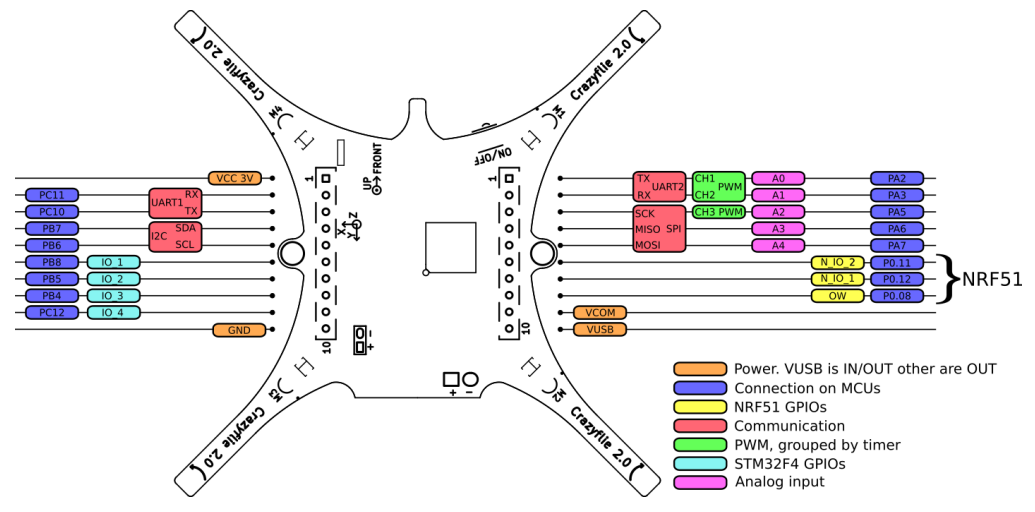 Crazyflie 2.0
Crazyflie 2.0
M4
M1
ON/OFF
UP
FRONT
1
1
X
Y
Z
VCC 3V
PC11
UART1
RX
PC10
TX
PB7
I2C
SDA
PB6
SCL
PB8
IO_1
PB5
IO_2
PB4
IO_3
PC12
IO_4
GND
TX
UART2
CH1
PWM
A0
PA2
RX
CH2
A1
PA3
SCK
CH3 PWM
A2
PA5
MISO
SPI
A3
PA6
MOSI
A4
PA7
N_IO_2
P0.11
N_IO_1
P0.12
NRF51
OW
P0.08
VCOM
VUSB
10
10
-
+
+ -
M3
M2
Crazyflie 2.0
Crazyflie 2.0
Power. VUSB is IN/OUT other are OUT
Connection on MCUs
NRF51 GPIOs
Communication
PWM, grouped by timer
STM32F4 GPIOs
Analog input